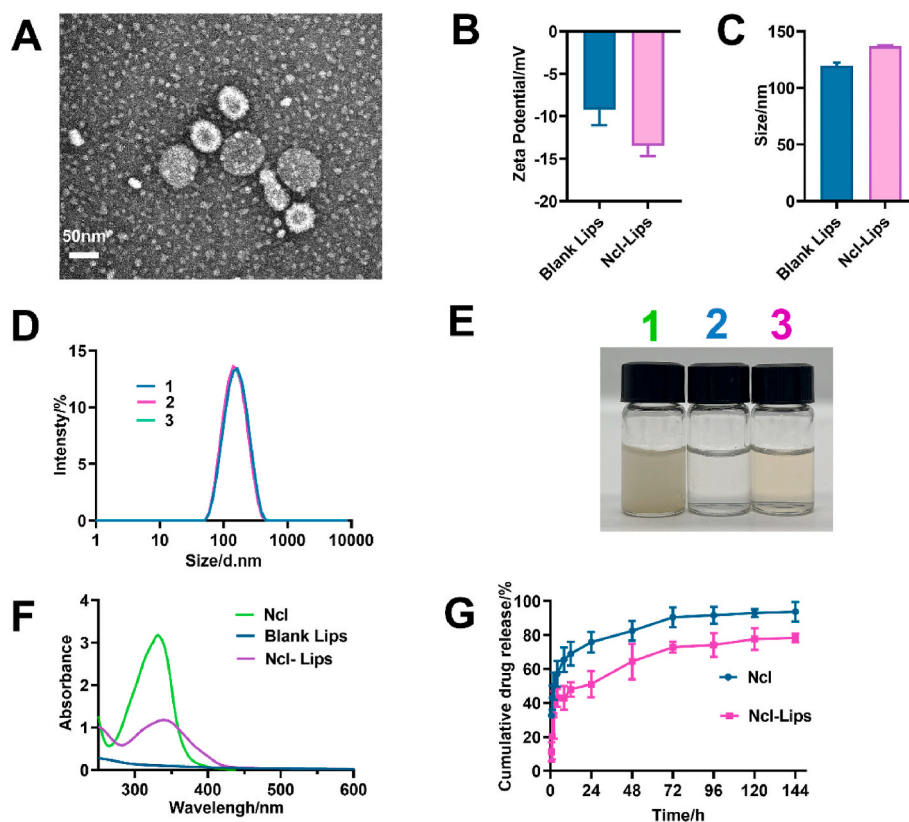 A
50nm
B
Zeta Potential/mV
0
-5
-10
-15
-20
Blank Lips
Ncl-Lips
C
Size/nm
150
100
50
0
Blank Lips
Ncl-Lips
D
Intensty/%
15
10
5
0
1
2
3
1
10
100
1000
10000
Size/d.nm
E
1 2 3
F
Absorbance
4
3
2
1
0
Ncl
Blank Lips
Ncl- Lips
300
400
500
600
Wavelengh/nm
G
Cumulative drug release/%
100
80
60
40
20
0
Ncl
Ncl-Lips
0
24
48
72
96
120
144
Time/h